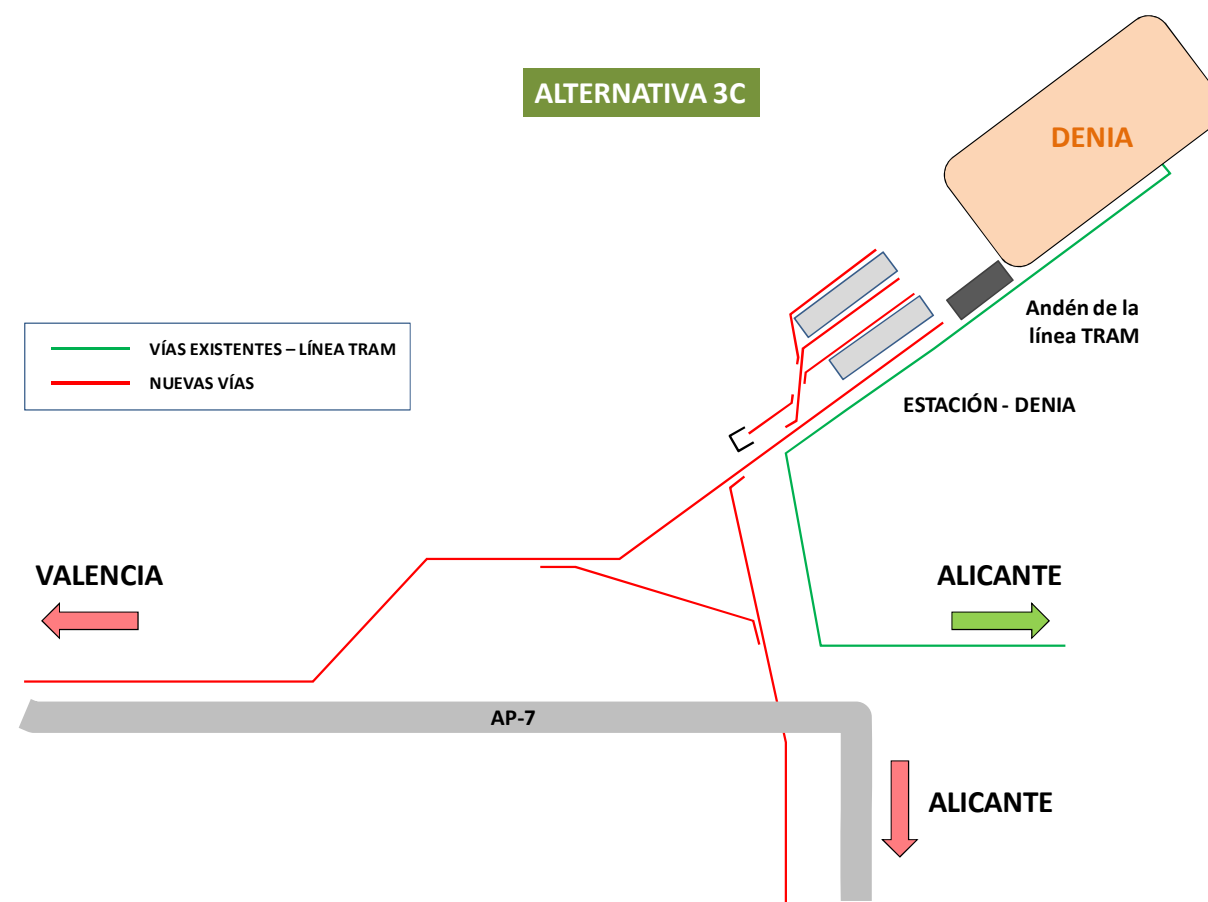 ALTERNATIVA 3C
DENIA
Andén de la
línea TRAM
VÍAS EXISTENTES – LÍNEA TRAM
NUEVAS VÍAS
ESTACIÓN - DENIA
VALENCIA
ALICANTE
AP-7
ALICANTE